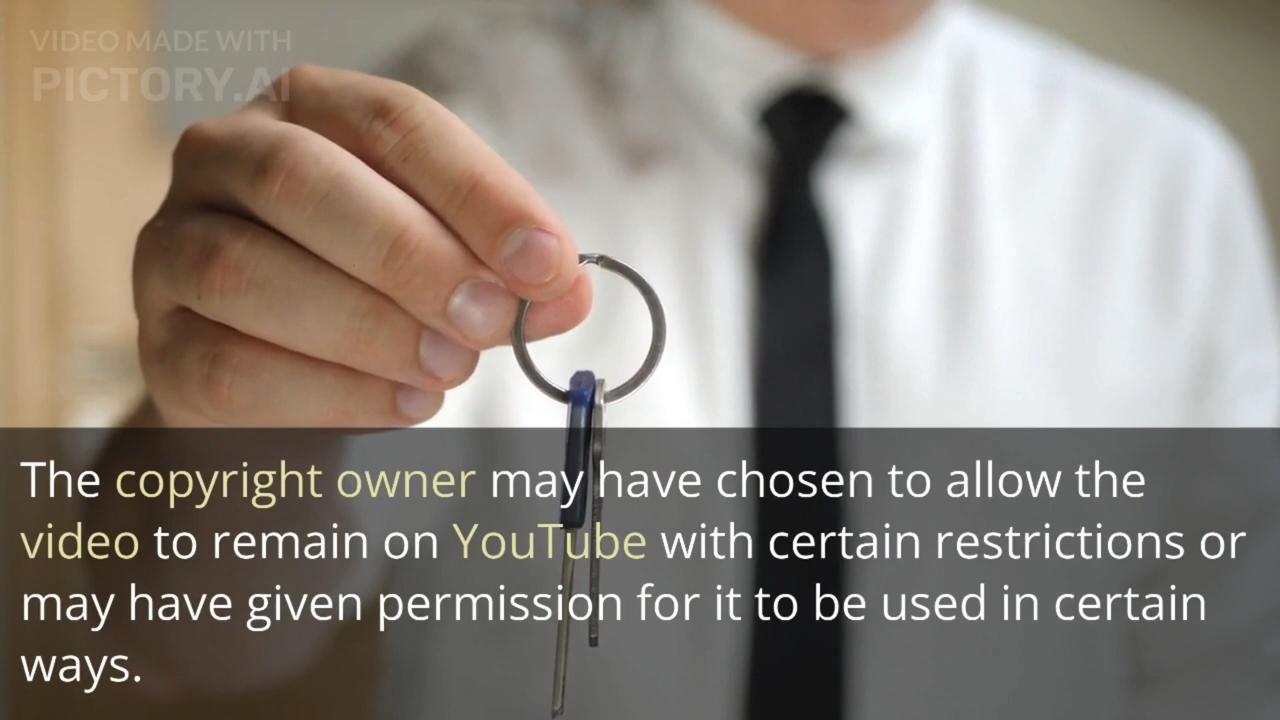 VIDEO MADE WITH
PICTORY.AI
The copyright owner may have chosen to allow the
video to remain on YouTube with certain restrictions or
may have given permission for it to be used in certain
ways.